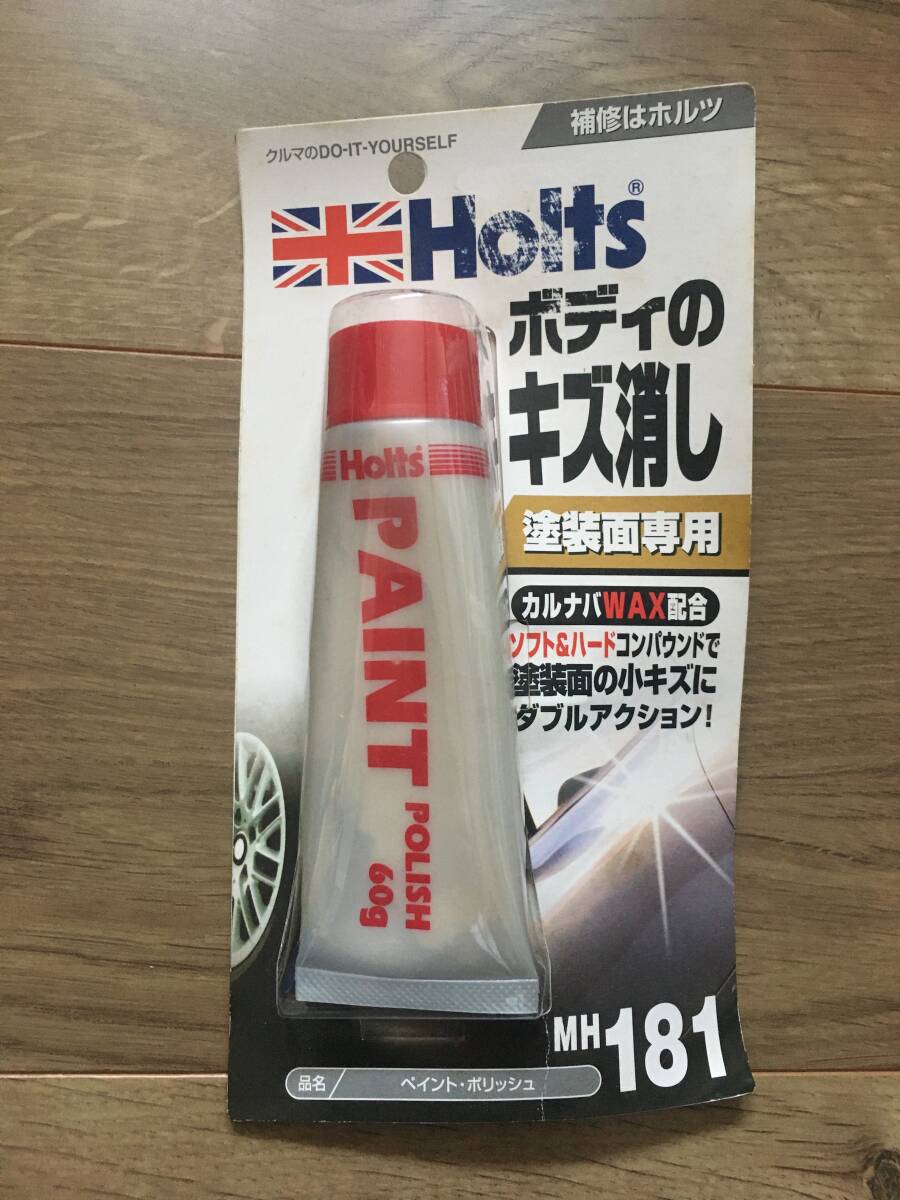 補修はホルツ
クルマのDO-IT-YOURSELF
Holts®
ボディの
キズ消し
塗装面専用
カルナバWAX配合
ソフト&ハードコンパウンドで
塗装面の小キズに
ダブルアクション!
Holts®
PAINT POLISH
60g
MH181
品名 ペイント・ポリッシュ